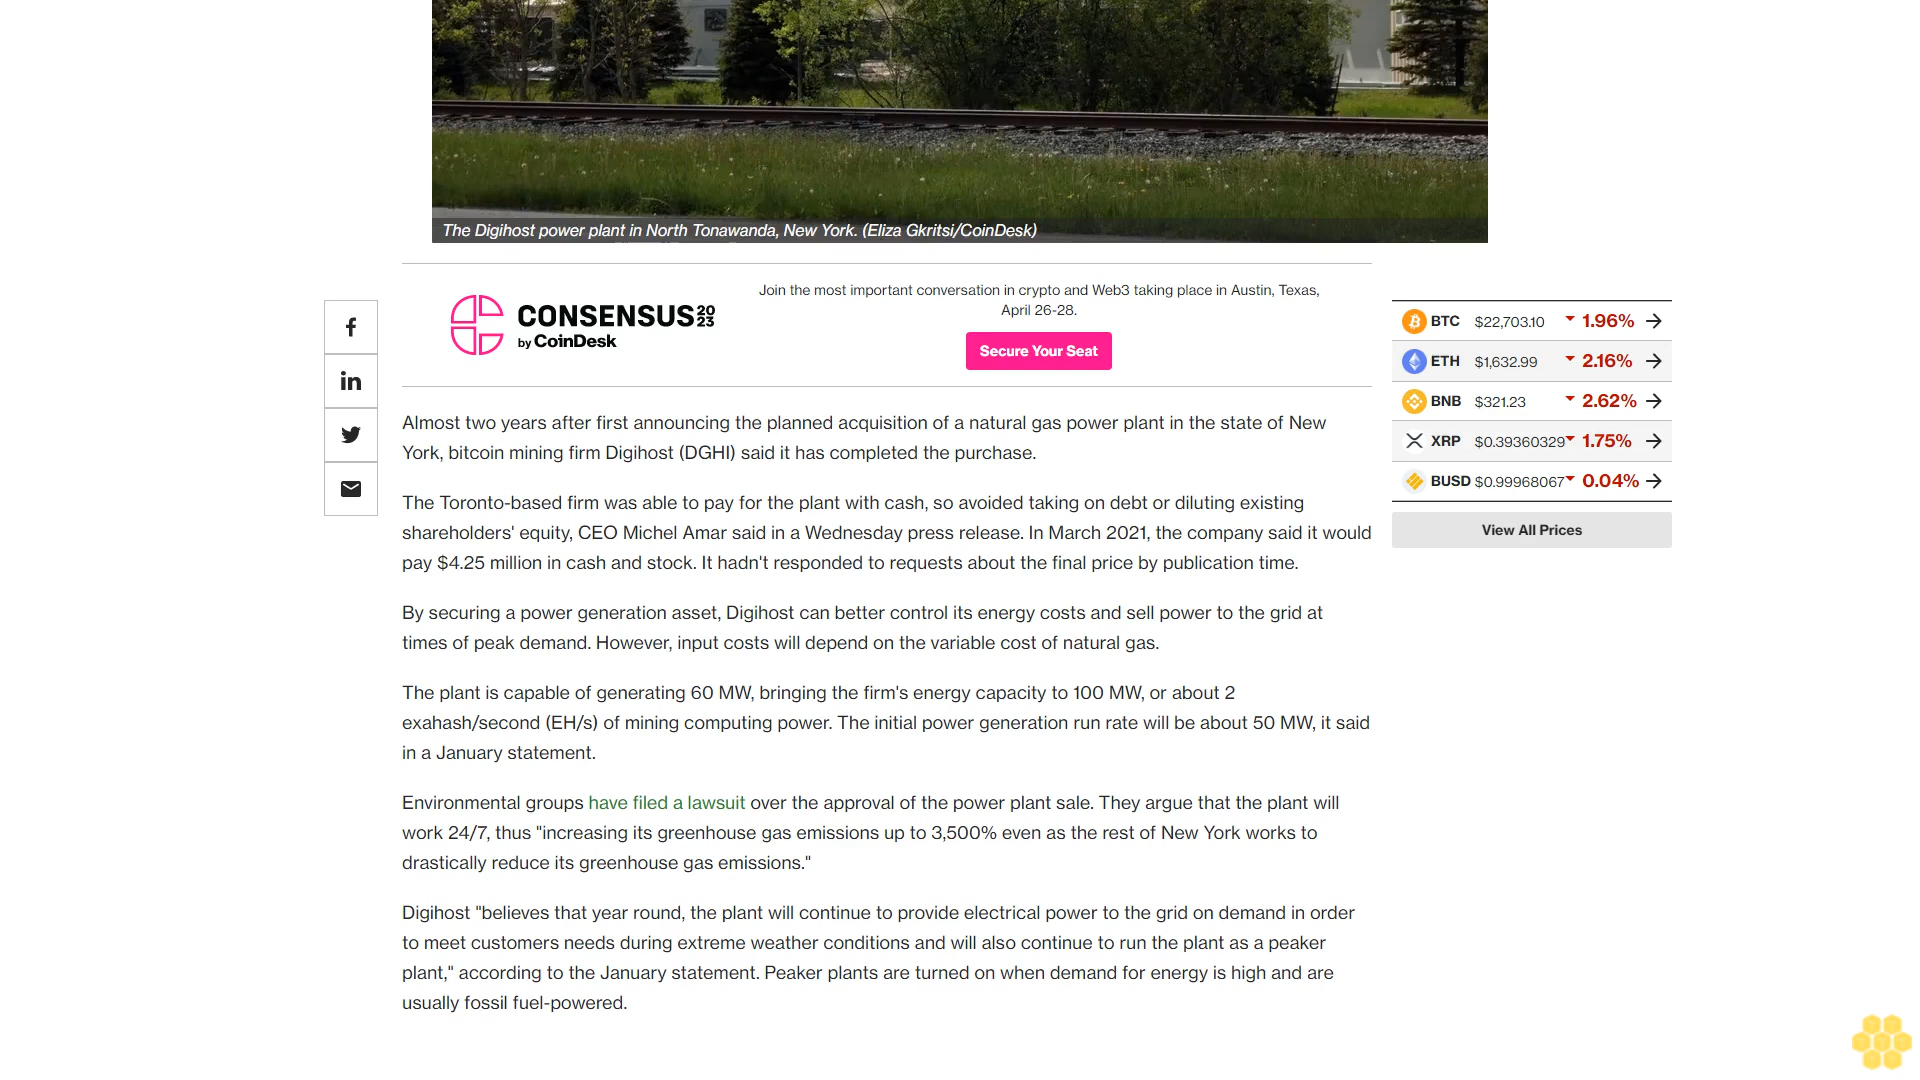 The Digihost power plant in North Tonawanda, New York. (Eliza Gkritsi/CoinDesk)
CONSENSUS 2023
by CoinDesk
Join the most important conversation in crypto and Web3 taking place in Austin, Texas,
April 26-28.
Secure Your Seat
BTC $22,703.10 1.96%
ETH $1,632.99 2.16%
BNB $321.23 2.62%
XRP $0.39360329 1.75%
BUSD $0.99968067 0.04%
View All Prices
Almost two years after first announcing the planned acquisition of a natural gas power plant in the state of New
York, bitcoin mining firm Digihost (DGHI) said it has completed the purchase.
The Toronto-based firm was able to pay for the plant with cash, so avoided taking on debt or diluting existing
shareholders' equity, CEO Michel Amar said in a Wednesday press release. In March 2021, the company said it would
pay $4.25 million in cash and stock. It hadn't responded to requests about the final price by publication time.
By securing a power generation asset, Digihost can better control its energy costs and sell power to the grid at
times of peak demand. However, input costs will depend on the variable cost of natural gas.
The plant is capable of generating 60 MW, bringing the firm's energy capacity to 100 MW, or about 2
exahash/second (EH/s) of mining computing power. The initial power generation run rate will be about 50 MW, it said
in a January statement.
Environmental groups have filed a lawsuit over the approval of the power plant sale. They argue that the plant will
work 24/7, thus "increasing its greenhouse gas emissions up to 3,500% even as the rest of New York works to
drastically reduce its greenhouse gas emissions."
Digihost "believes that year round, the plant will continue to provide electrical power to the grid on demand in order
to meet customers needs during extreme weather conditions and will also continue to run the plant as a peaker
plant," according to the January statement. Peaker plants are turned on when demand for energy is high and are
usually fossil fuel-powered.